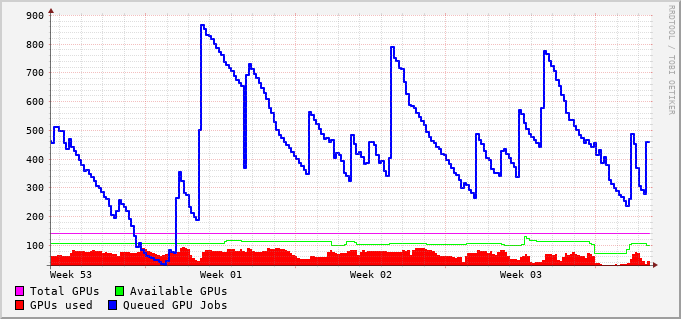 900
800
700
600
500
400
300
200
100
Week 53 Week 01 Week 02 Week 03
Total GPUs Available GPUs
GPUs used Queued GPU Jobs
RRDTOOL / TOBI OETIKER